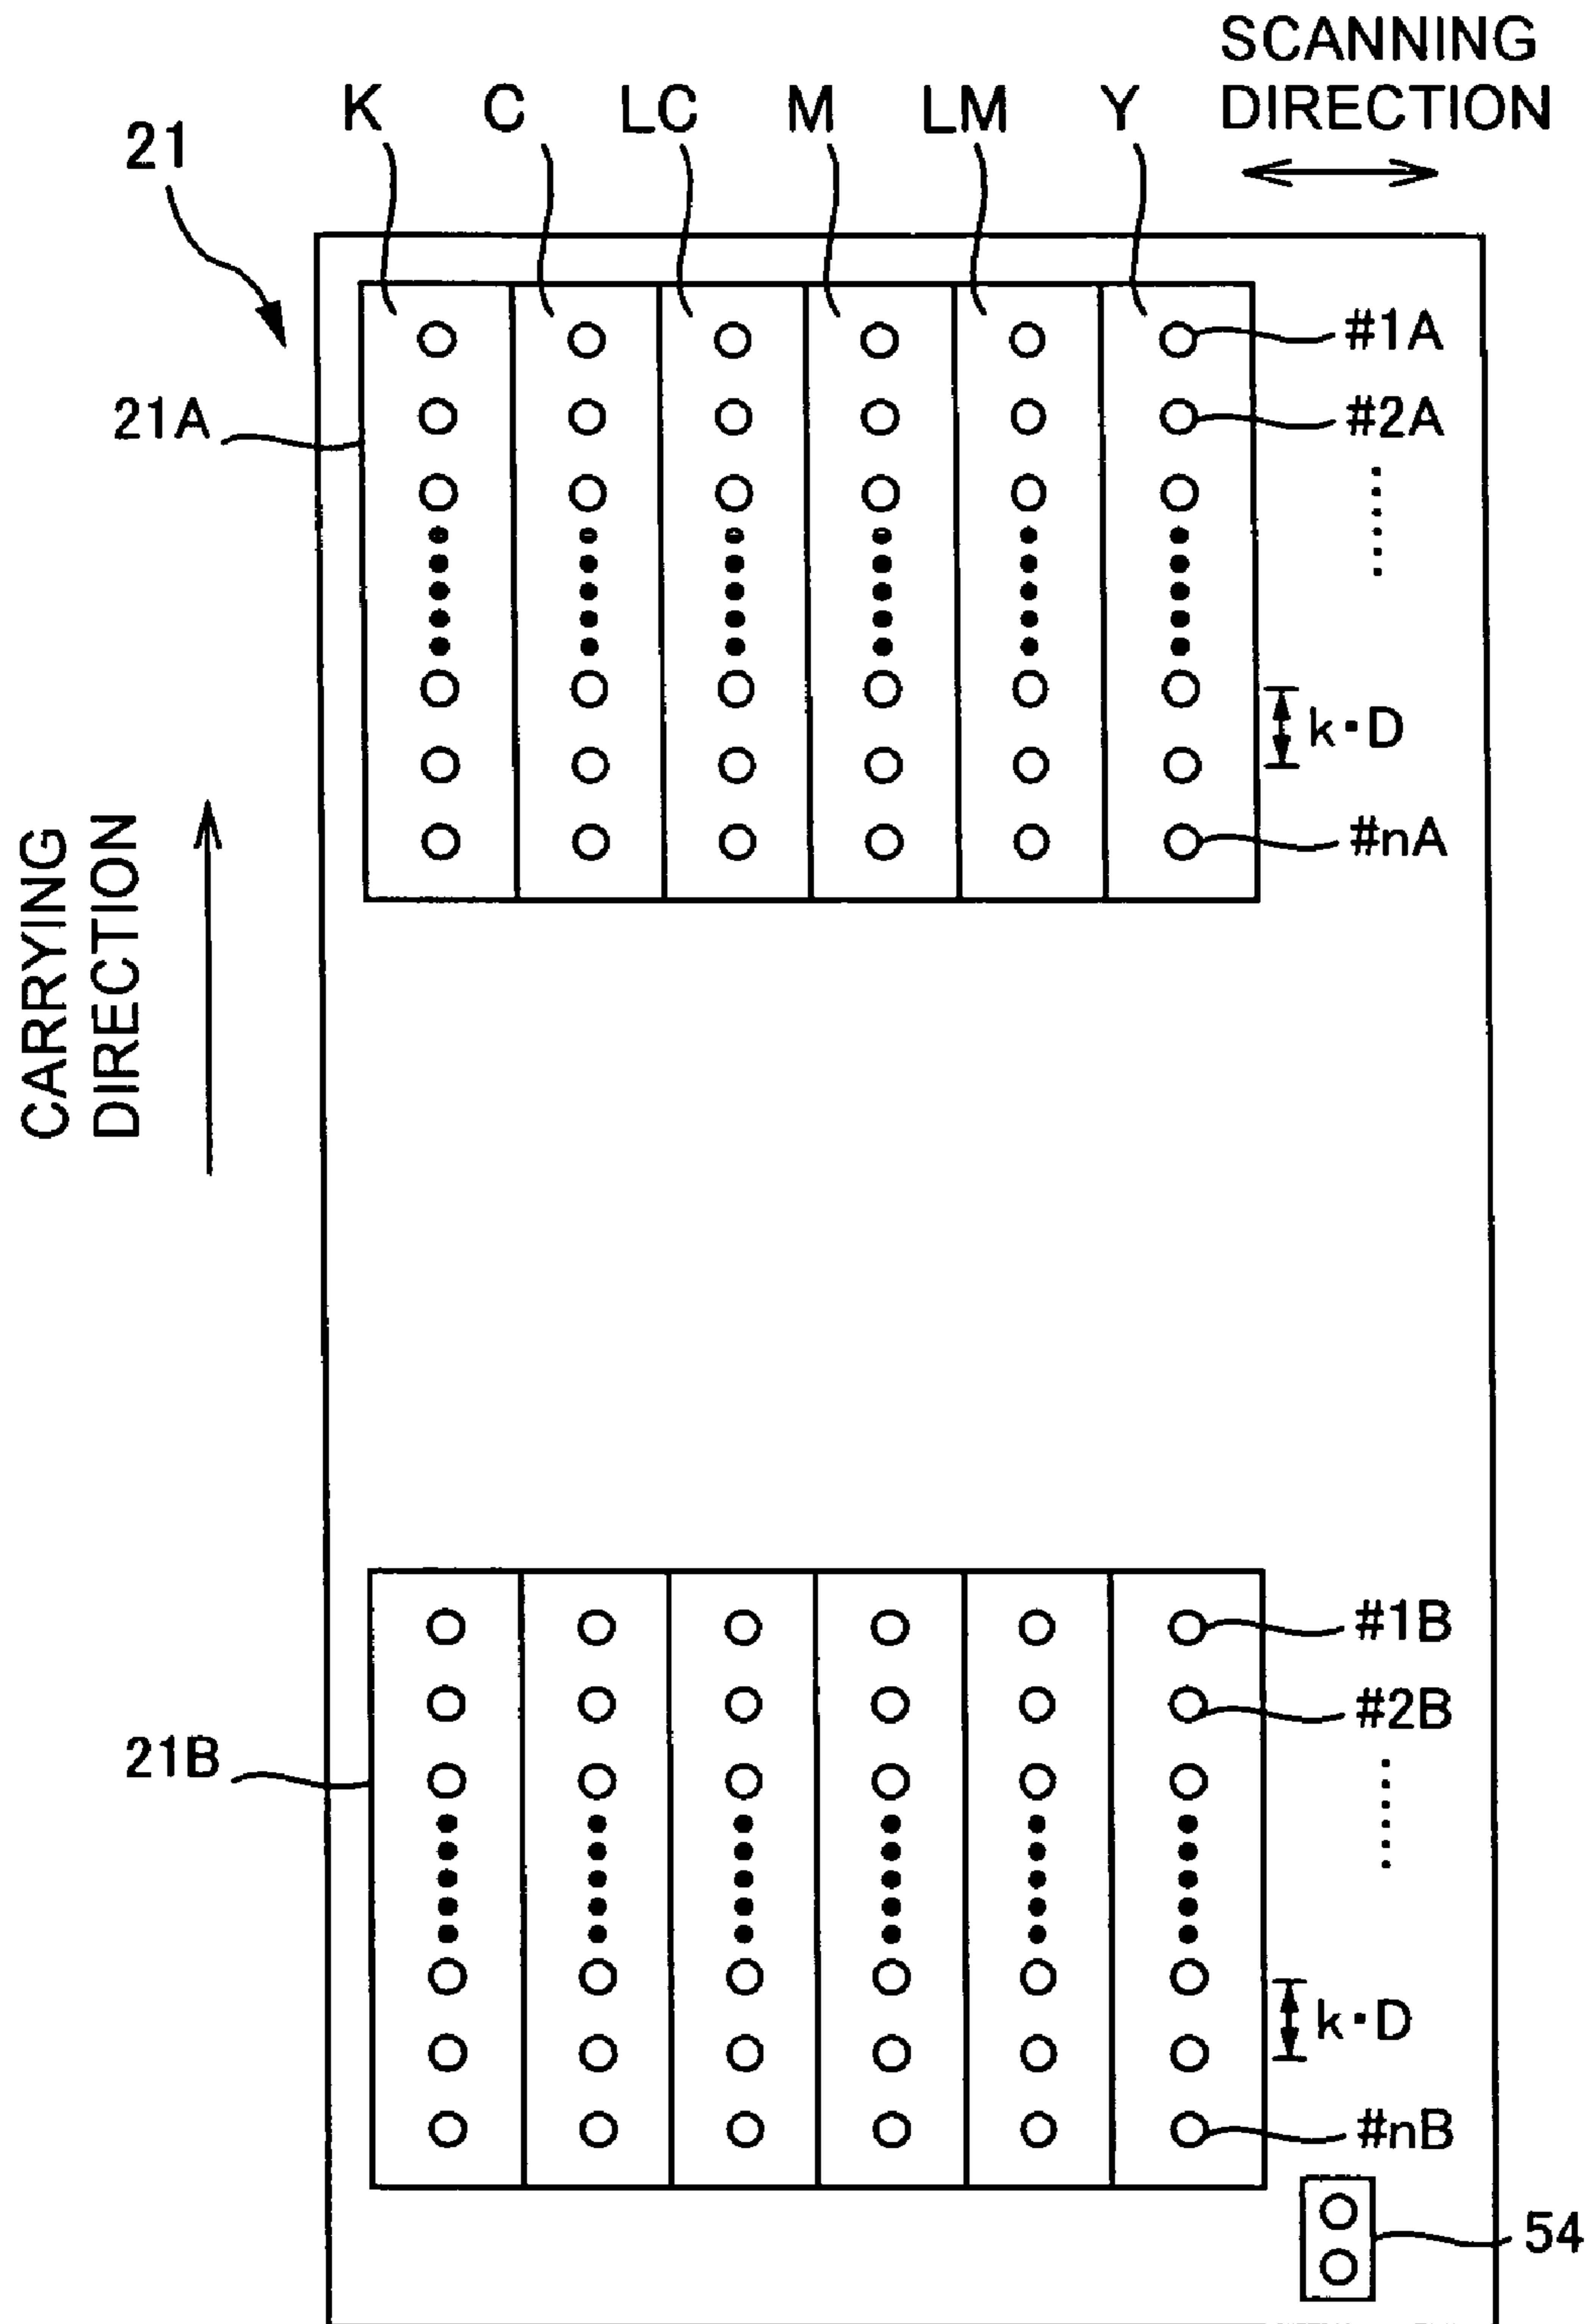 SCANNING
DIRECTION
K C LC M LM Y
21
#1A
21A
#2A
k·D
#nA
CARRYING
DIRECTION
#1B
#2B
21B
k·D
#nB
54